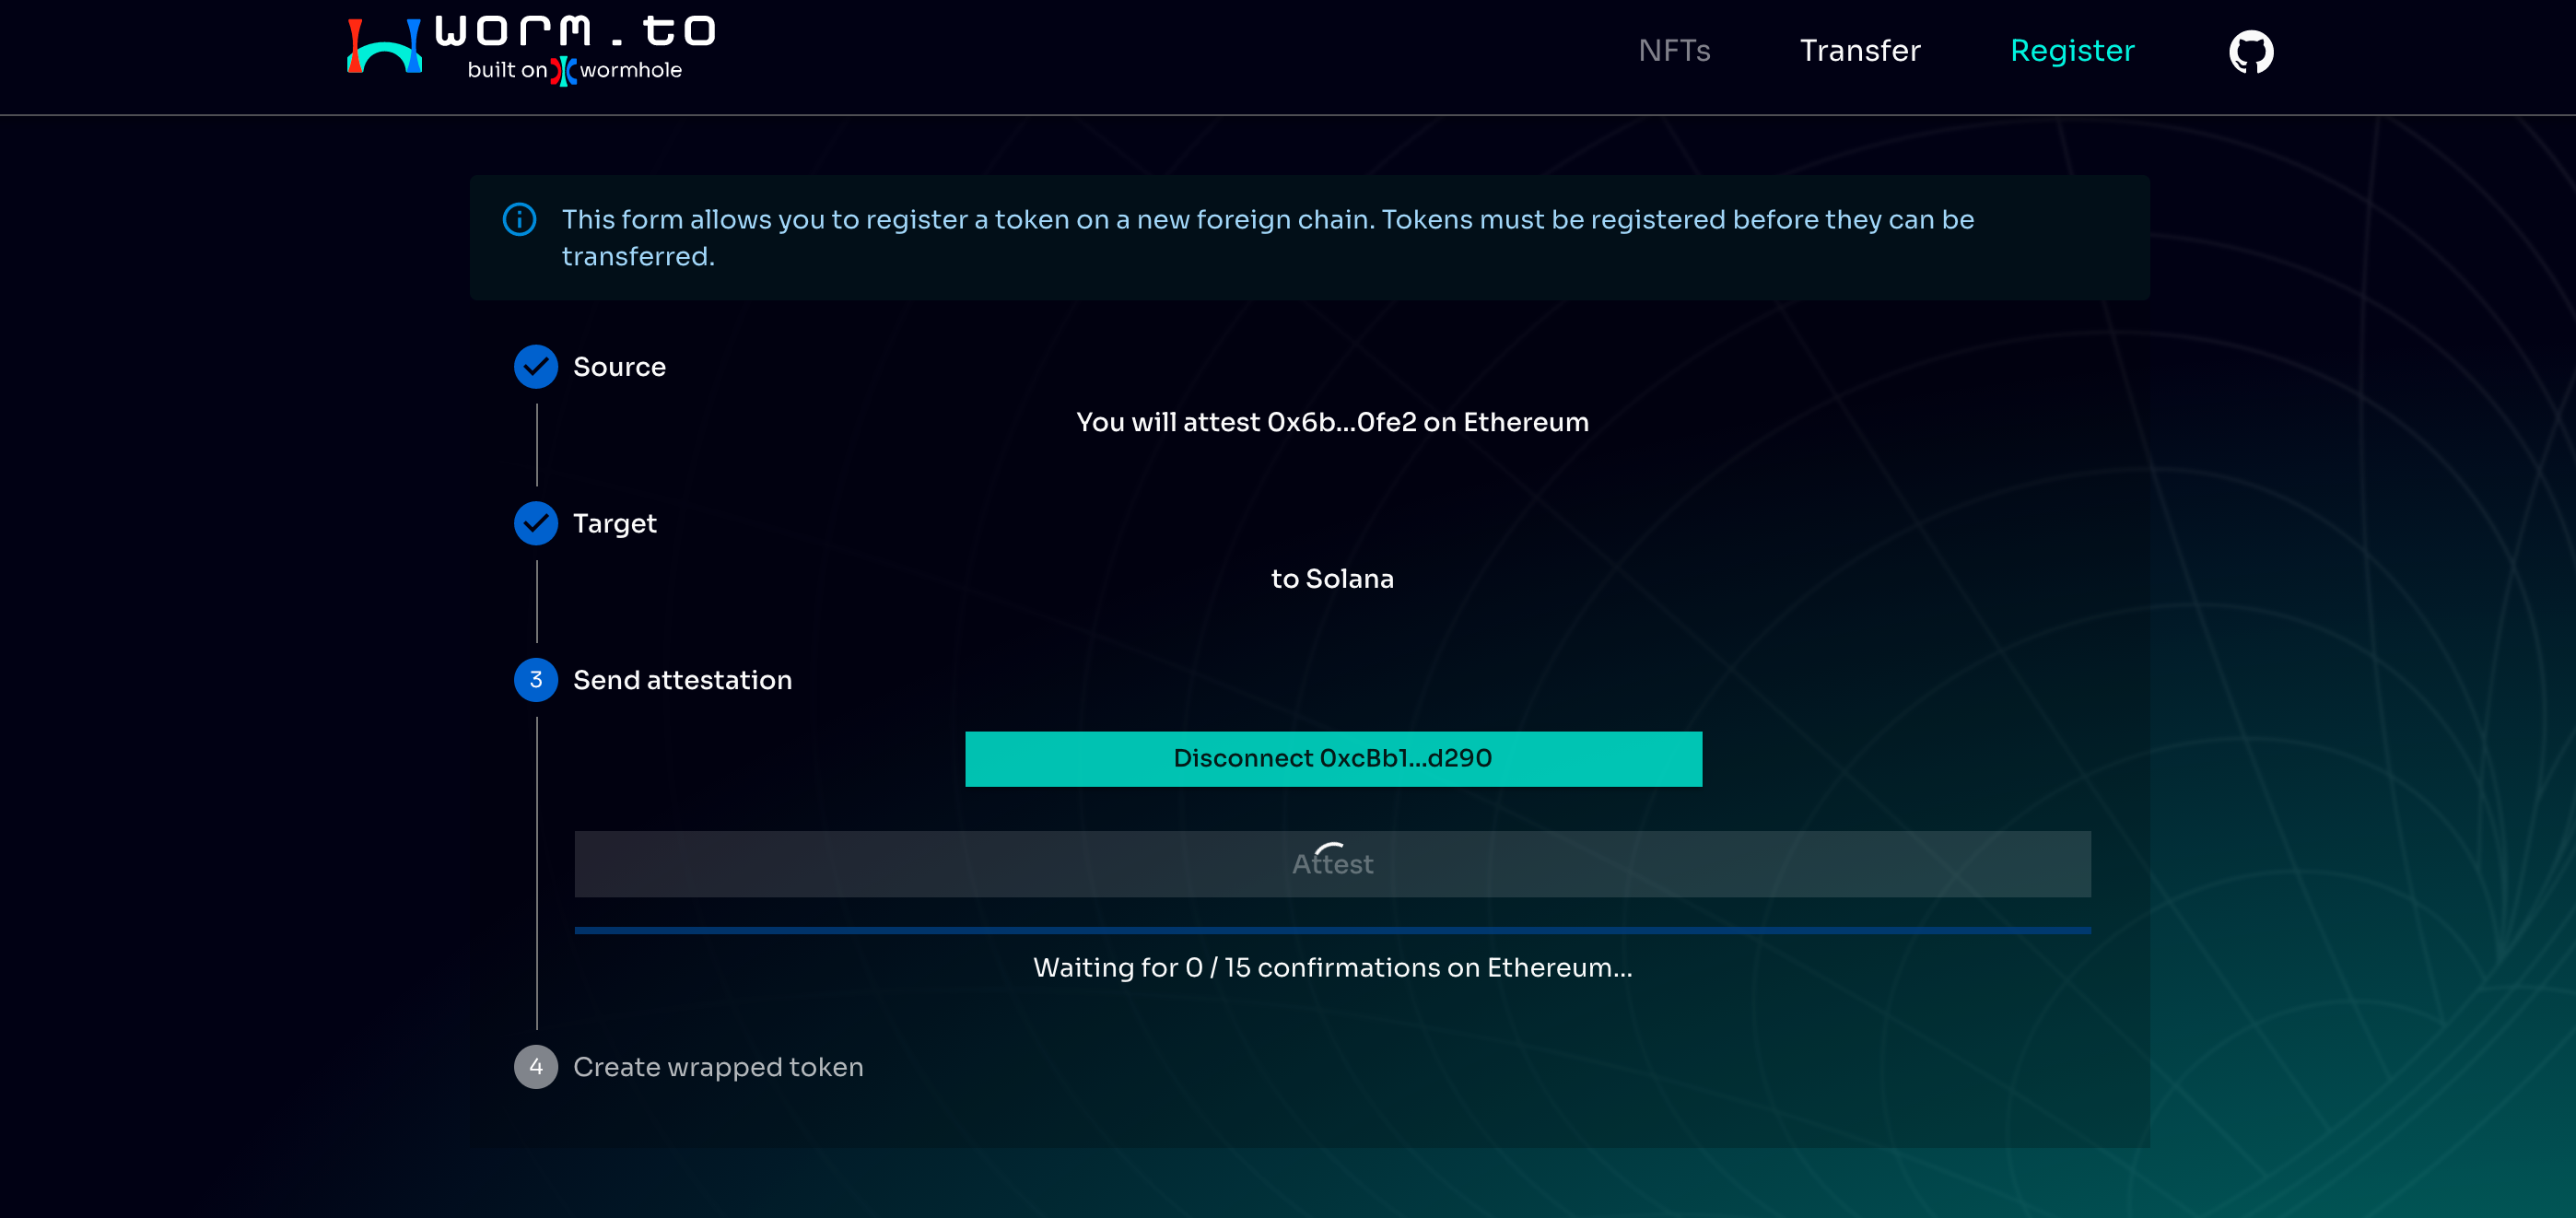 worm.to
built on wormhole
NFTs
Transfer
Register
This form allows you to register a token on a new foreign chain. Tokens must be registered before they can be
transferred.
Source
You will attest 0x6b...0fe2 on Ethereum
Target
to Solana
3
Send attestation
Disconnect 0xcBb1...d290
Attest
Waiting for 0 / 15 confirmations on Ethereum...
4
Create wrapped token